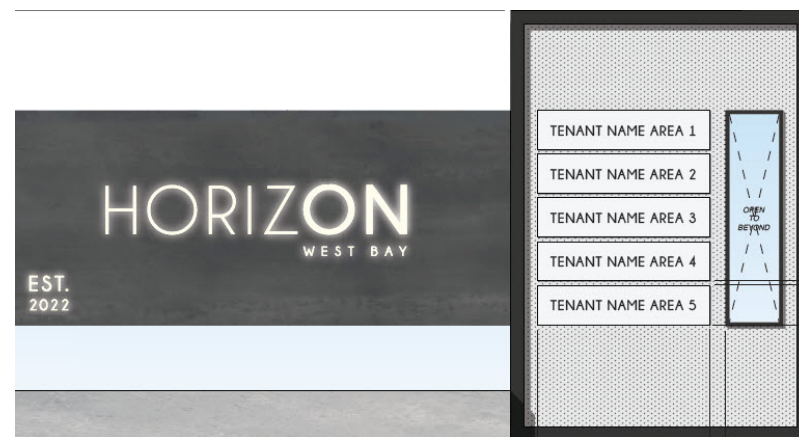 HORIZON
WEST BAY
EST.
2022
TENANT NAME AREA 1
TENANT NAME AREA 2
TENANT NAME AREA 3
TENANT NAME AREA 4
TENANT NAME AREA 5
OPEN
TO
BEYOND